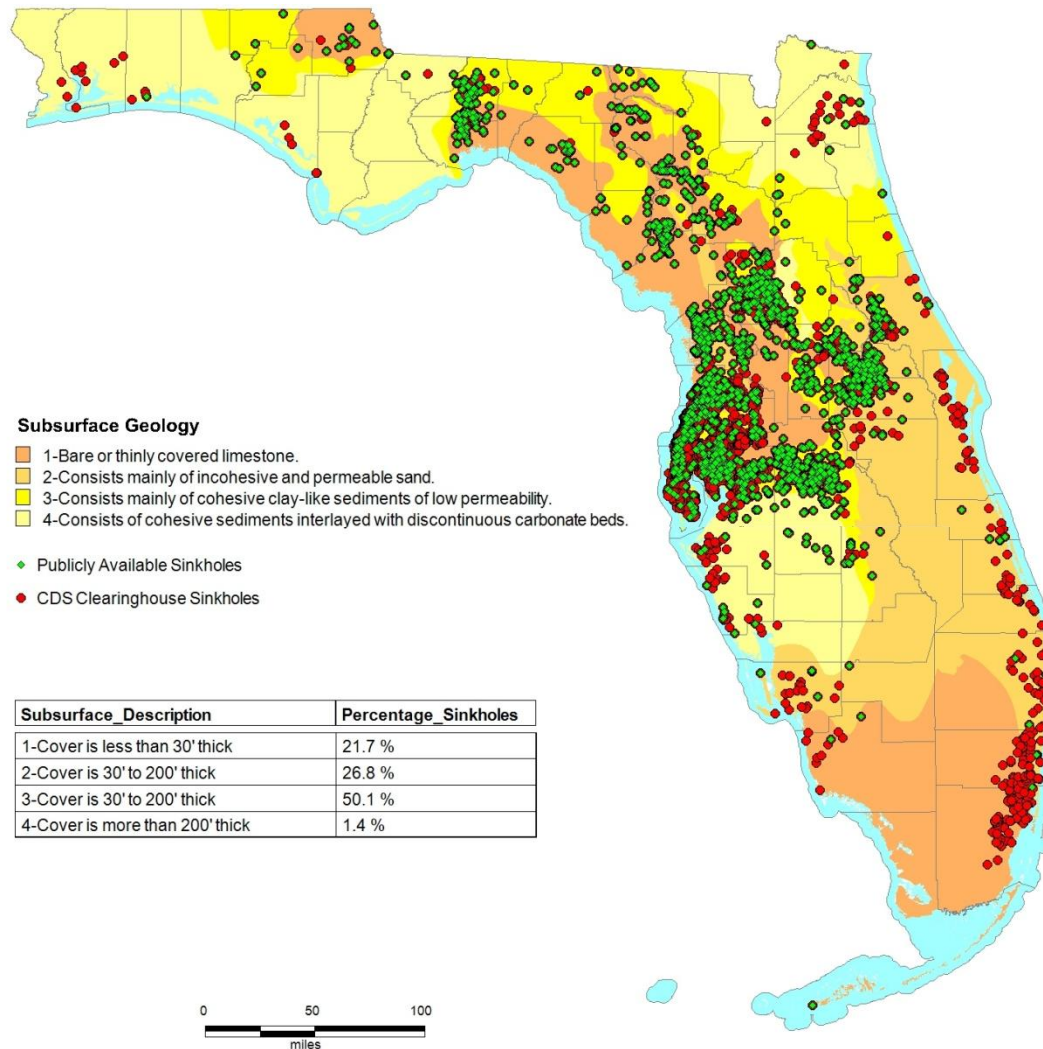 Subsurface Geology
1-Bare or thinly covered limestone.
2-Consists mainly of incohesive and permeable sand.
3-Consists mainly of cohesive clay-like sediments of low permeability.
4-Consists of cohesive sediments interlayed with discontinuous carbonate beds.
Publicly Available Sinkholes
CDS Clearinghouse Sinkholes
Subsurface_Description Percentage_Sinkholes
1-Cover is less than 30' thick 21.7 %
2-Cover is 30' to 200' thick 26.8 %
3-Cover is 30' to 200' thick 50.1 %
4-Cover is more than 200' thick 1.4 %
0 50 100
miles